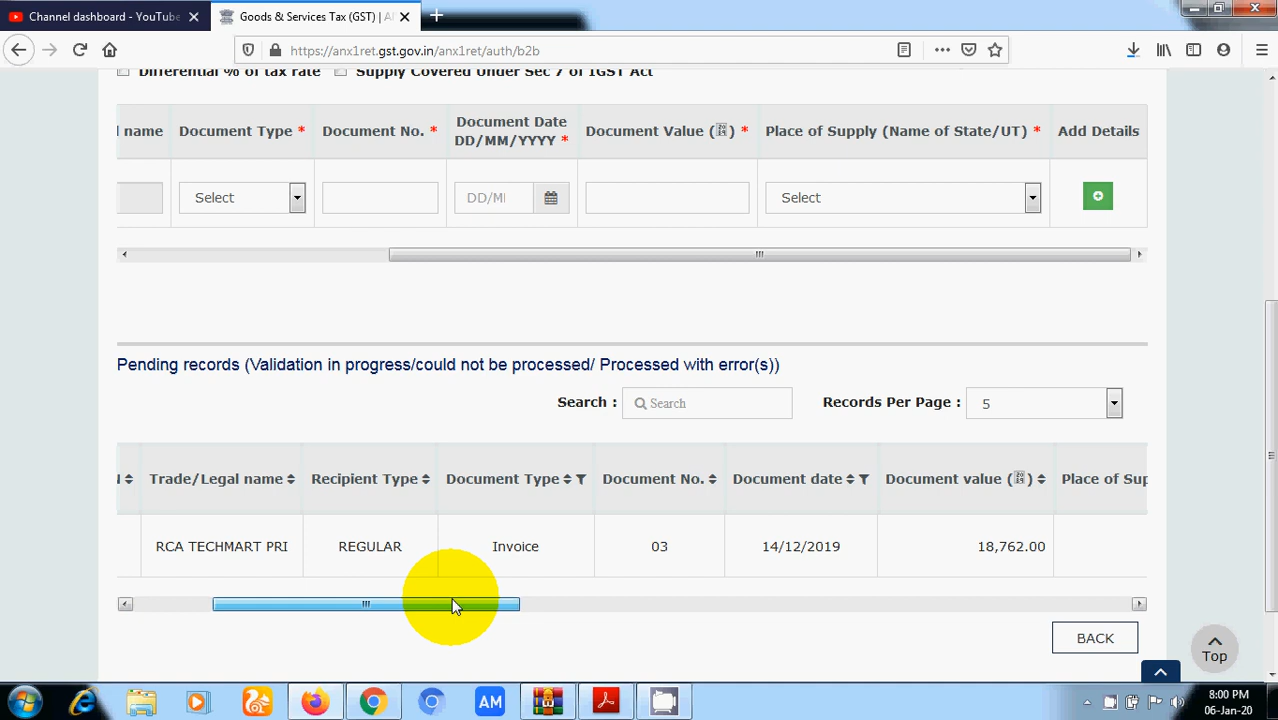 Channel dashboard - YouTube
Goods & Services Tax (GST) |
https://anx1ret.gst.gov.in/anx1ret/auth/b2b
Differential % of tax rate Supply Covered Under Sec 7 of IGST Act
name Document Type * Document No. * Document Date DD/MM/YYYY * Document Value ( ) * Place of Supply (Name of State/UT) * Add Details
Select DD/M Select
Pending records (Validation in progress/could not be processed/ Processed with error(s))
Search : Search Records Per Page : 5
Trade/Legal name Recipient Type Document Type Document No. Document date Document value ( ) Place of Sup
RCA TECHMART PRI REGULAR Invoice 03 14/12/2019 18,762.00
BACK
Top
AM
8:00 PM
06-Jan-20